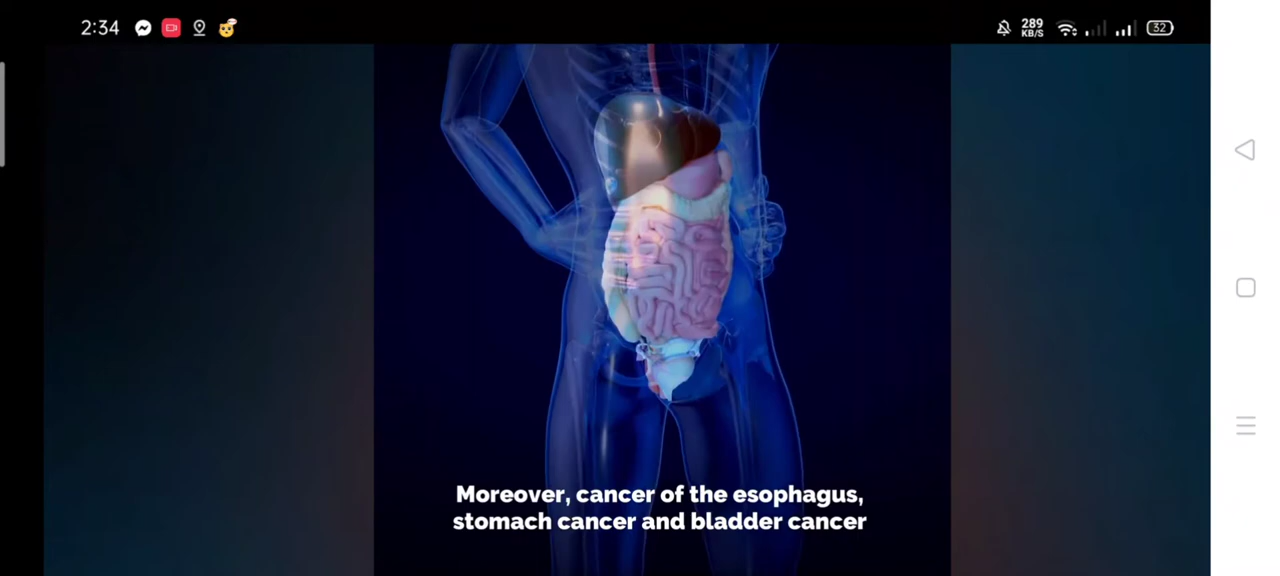 2:34
289
KB/S
32
Moreover, cancer of the esophagus,
stomach cancer and bladder cancer